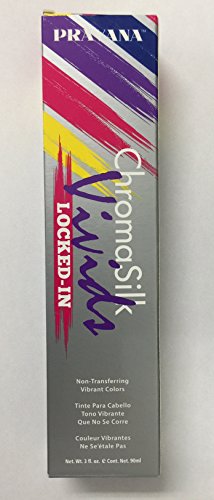 PRAVANA
ChromaSilk
Vivids
LOCKED-IN
Non-Transferring
Vibrant Colors
Tinte Para Cabello
Tono Vibrante
Que No Se Corre
Couleur Vibrantes
Ne Se'étale Pas
Net. Wt. 3 fl. oz. ℮ Cont. Net. 90ml